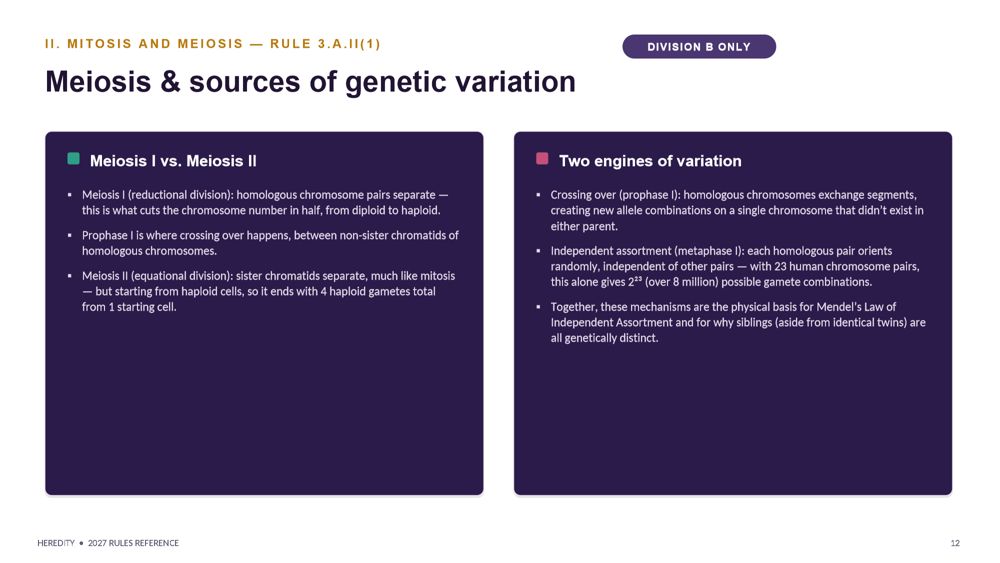 II. MITOSIS AND MEIOSIS — RULE 3.A.II(1)
DIVISION B ONLY
Meiosis & sources of genetic variation
Meiosis I vs. Meiosis II
▪ Meiosis I (reductional division): homologous chromosome pairs separate —
this is what cuts the chromosome number in half, from diploid to haploid.
▪ Prophase I is where crossing over happens, between non-sister chromatids of
homologous chromosomes.
▪ Meiosis II (equational division): sister chromatids separate, much like mitosis
— but starting from haploid cells, so it ends with 4 haploid gametes total
from 1 starting cell.
Two engines of variation
▪ Crossing over (prophase I): homologous chromosomes exchange segments,
creating new allele combinations on a single chromosome that didn’t exist in
either parent.
▪ Independent assortment (metaphase I): each homologous pair orients
randomly, independent of other pairs — with 23 human chromosome pairs,
this alone gives 2²³ (over 8 million) possible gamete combinations.
▪ Together, these mechanisms are the physical basis for Mendel’s Law of
Independent Assortment and for why siblings (aside from identical twins) are
all genetically distinct.
HEREDITY • 2027 RULES REFERENCE
12